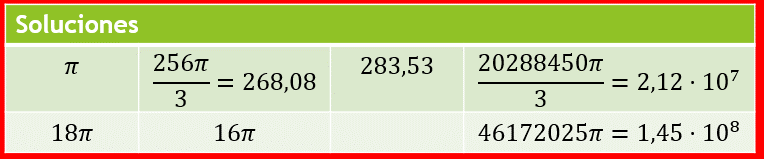 Soluciones
π 256π/3 = 268,08 283,53 20288450π/3 = 2,12 · 10⁷
18π 16π 46172025π = 1,45 · 10⁸